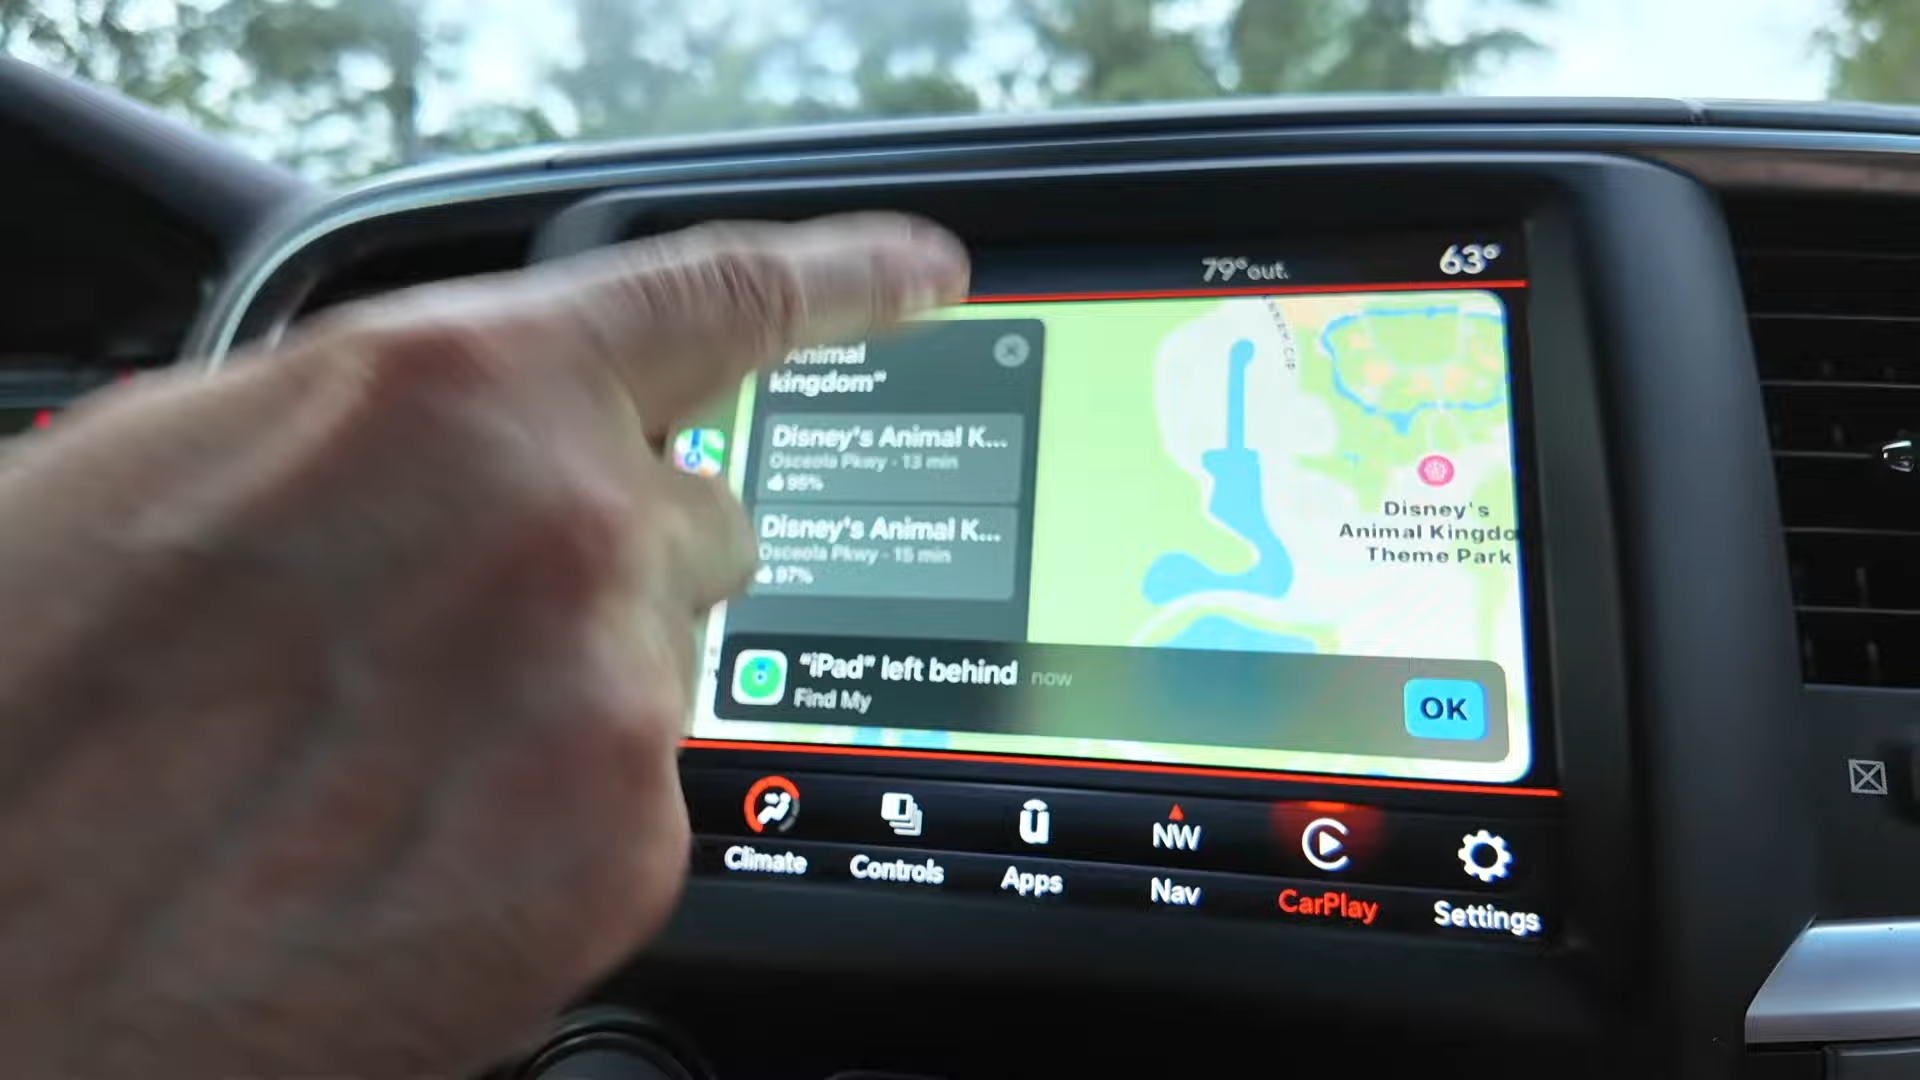 79°out.
63°
Animal
kingdom"
Disney's Animal K...
Osceola Pkwy · 13 min
95%
Disney's Animal K...
Osceola Pkwy · 15 min
97%
Disney's
Animal Kingdo
Theme Park
"iPad" left behind now
Find My
OK
NW
Climate
Controls
Apps
Nav
CarPlay
Settings